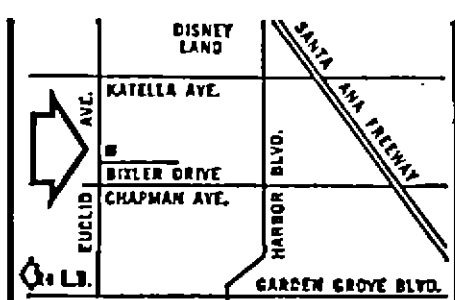 DISNEY
LAND
SANTA ANA FREEWAY
KATELLA AVE.
EUCLID AVE.
HARBOR BLVD.
BIXLER DRIVE
CHAPMAN AVE.
GARDEN GROVE BLVD.